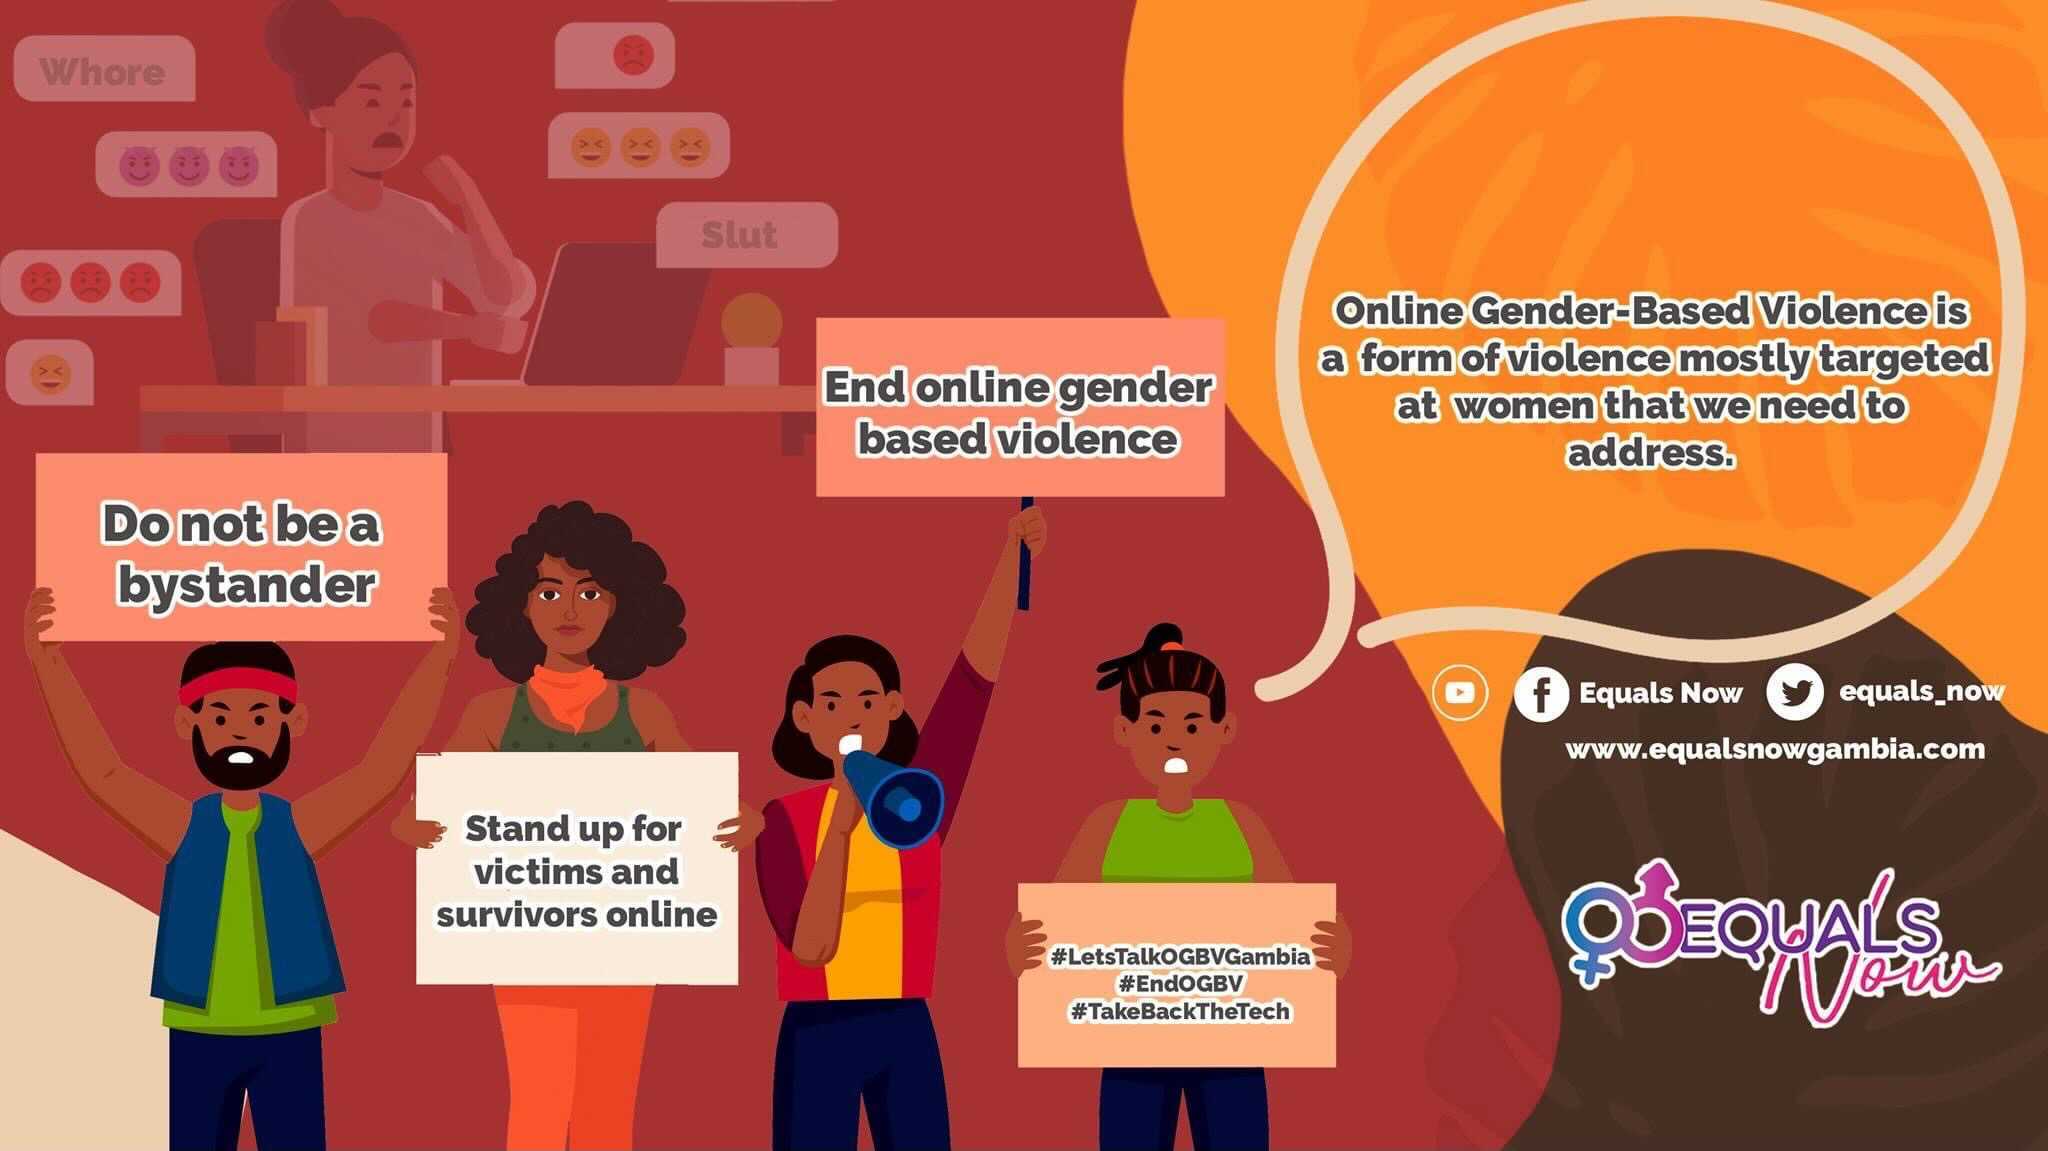 Whore
Slut
End online gender
based violence
Do not be a
bystander
Stand up for
victims and
survivors online
#LetsTalkOGBVGambia
#EndOGBV
#TakeBackTheTech
Online Gender-Based Violence is
a form of violence mostly targeted
at women that we need to
address.
Equals Now equals_now
www.equalsnowgambia.com
EQUALS
Now